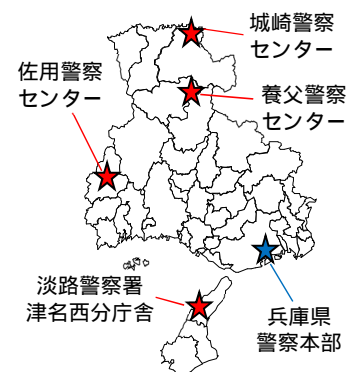 城崎警察
センター
佐用警察
センター
養父警察
センター
淡路警察署
津名西分庁舎
兵庫県
警察本部